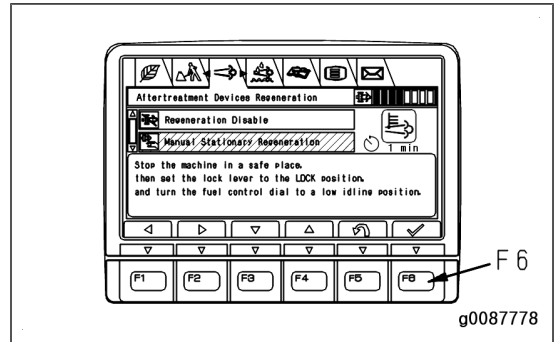 Aftertreatment Devices Regeneration
Regeneration Disable
Manual Stationary Regeneration
1 min
Stop the machine in a safe place.
then set the lock lever to the LOCK position.
and turn the fuel control dial to a low idling position.
F1 F2 F3 F4 F5 F6
F6
g0087778